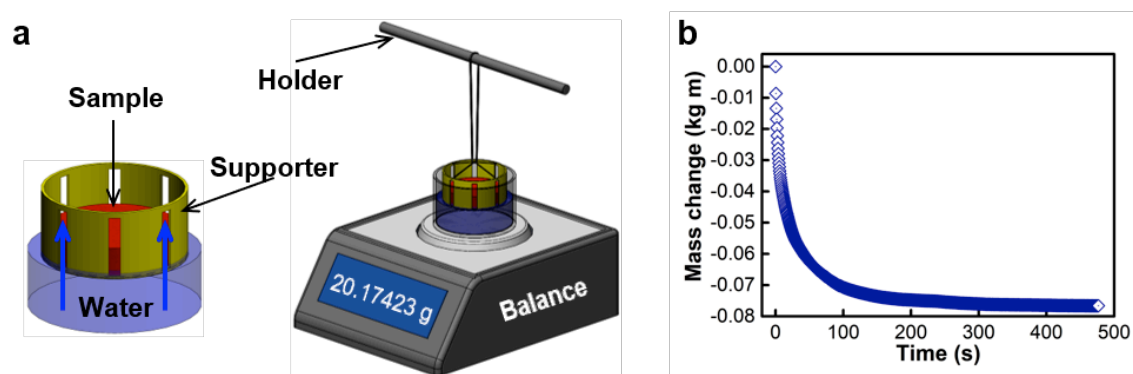 a
Holder
Sample
Supporter
Water
20.17423 g
Balance
b
Mass change (kg m)
0.00
-0.01
-0.02
-0.03
-0.04
-0.05
-0.06
-0.07
-0.08
0 100 200 300 400 500
Time (s)